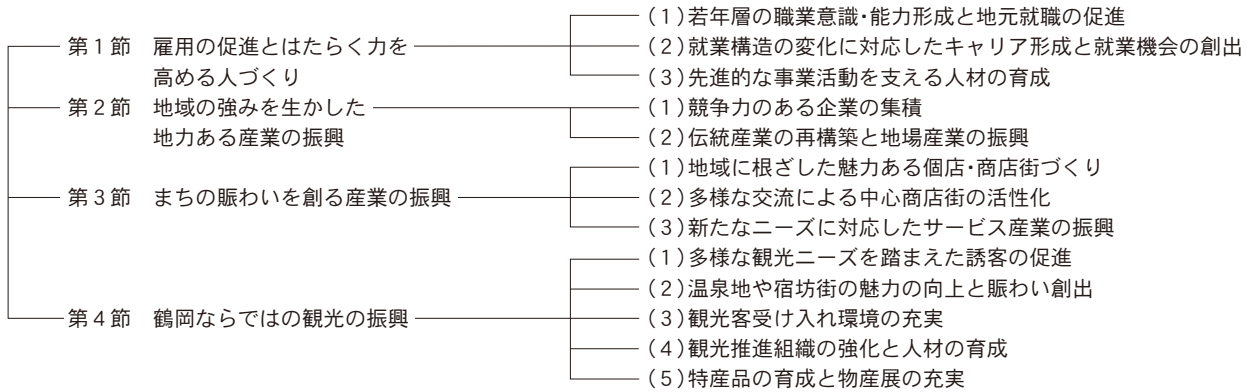 第1節 雇用の促進とはたらく力を
高める人づくり
(1)若年層の職業意識・能力形成と地元就職の促進
(2)就業構造の変化に対応したキャリア形成と就業機会の創出
(3)先進的な事業活動を支える人材の育成
第2節 地域の強みを生かした
地力ある産業の振興
(1)競争力のある企業の集積
(2)伝統産業の再構築と地場産業の振興
第3節 まちの賑わいを創る産業の振興
(1)地域に根ざした魅力ある個店・商店街づくり
(2)多様な交流による中心商店街の活性化
(3)新たなニーズに対応したサービス産業の振興
第4節 鶴岡ならではの観光の振興
(1)多様な観光ニーズを踏まえた誘客の促進
(2)温泉地や宿坊街の魅力の向上と賑わい創出
(3)観光客受け入れ環境の充実
(4)観光推進組織の強化と人材の育成
(5)特産品の育成と物産展の充実